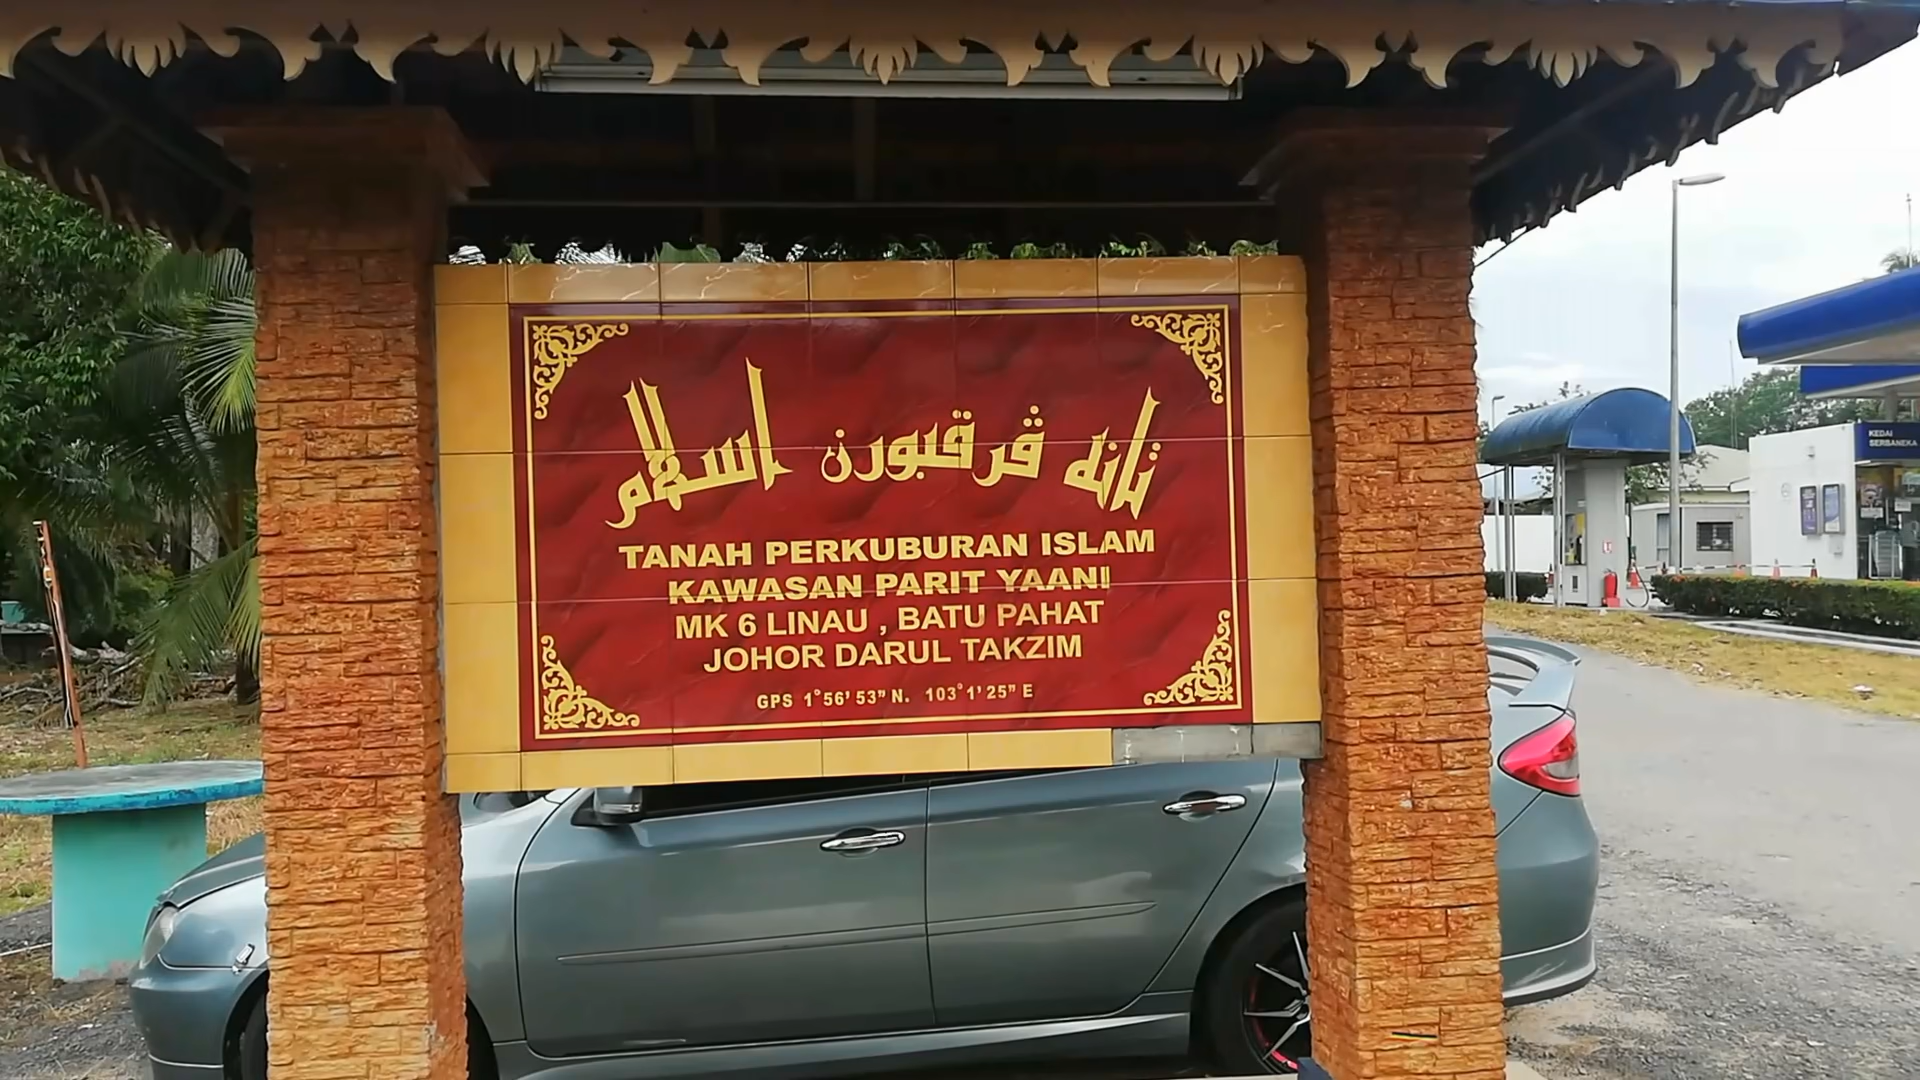 تانه ڤرقبورن اسلام
TANAH PERKUBURAN ISLAM
KAWASAN PARIT YAANI
MK 6 LINAU , BATU PAHAT
JOHOR DARUL TAKZIM
GPS 1°56' 53" N. 103°1' 25" E
KEDAI
SERBANEKA